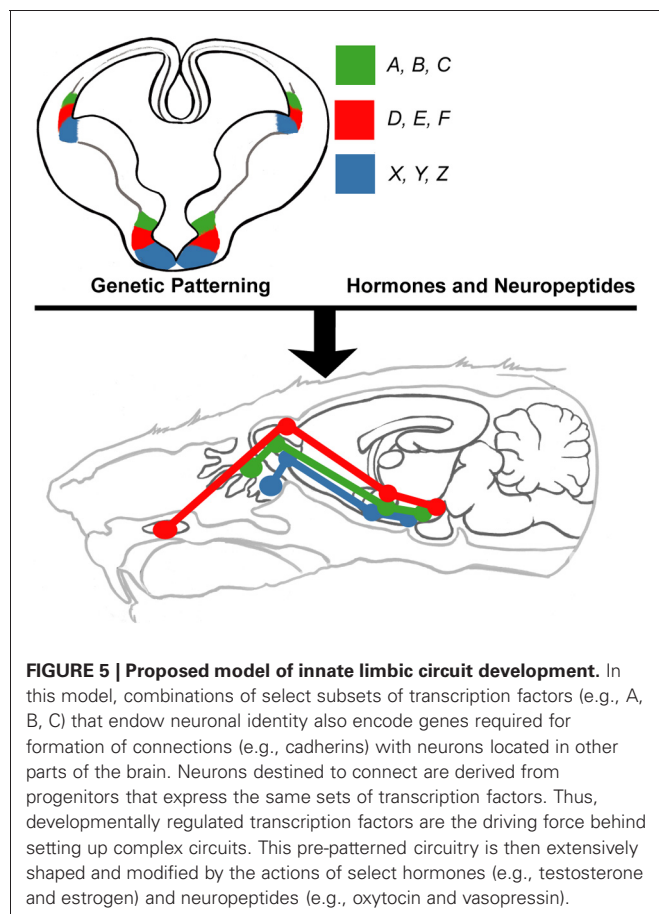 A, B, C
D, E, F
X, Y, Z
Genetic Patterning
Hormones and Neuropeptides
FIGURE 5 | Proposed model of innate limbic circuit development. In
this model, combinations of select subsets of transcription factors (e.g., A,
B, C) that endow neuronal identity also encode genes required for
formation of connections (e.g., cadherins) with neurons located in other
parts of the brain. Neurons destined to connect are derived from
progenitors that express the same sets of transcription factors. Thus,
developmentally regulated transcription factors are the driving force behind
setting up complex circuits. This pre-patterned circuitry is then extensively
shaped and modified by the actions of select hormones (e.g., testosterone
and estrogen) and neuropeptides (e.g., oxytocin and vasopressin).